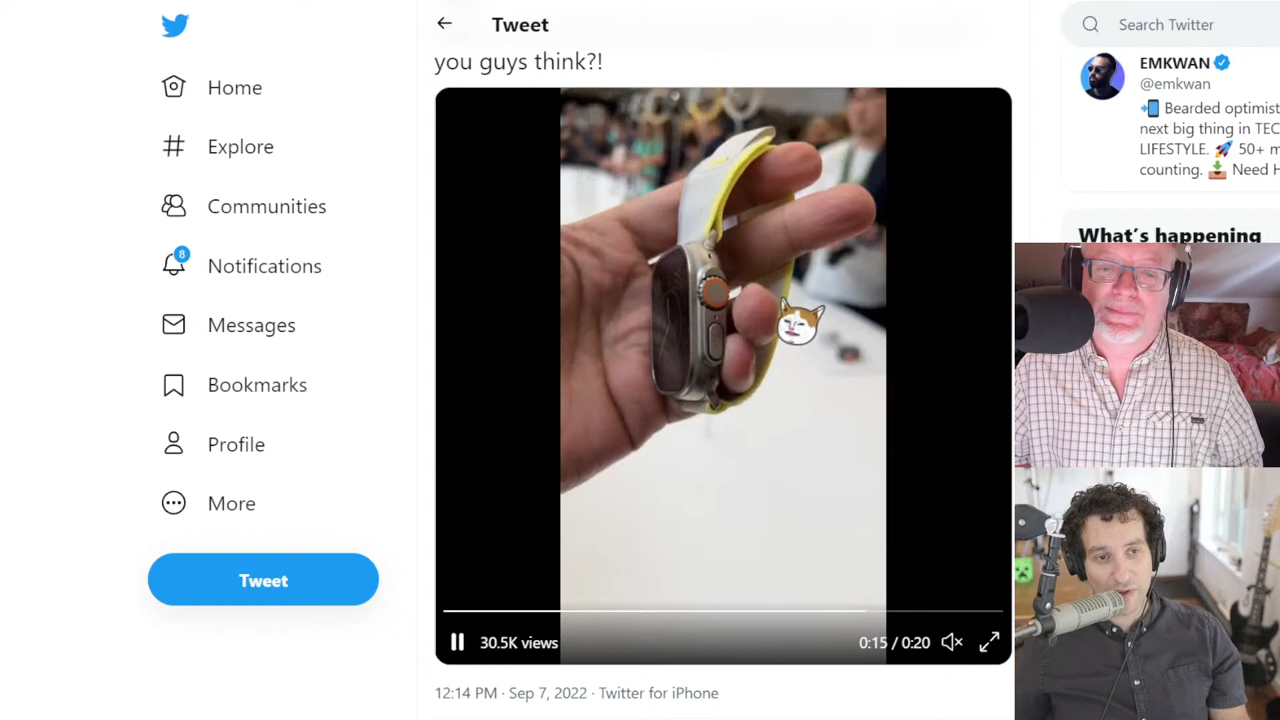 Home
Explore
Communities
8
Notifications
Messages
Bookmarks
Profile
More
Tweet
Tweet
you guys think?!
30.5K views
0:15 / 0:20
12:14 PM · Sep 7, 2022 · Twitter for iPhone
Search Twitter
EMKWAN
@emkwan
Bearded optimist
next big thing in TEC
LIFESTYLE. 🚀 50+ m
counting. 📥 Need H
What's happening